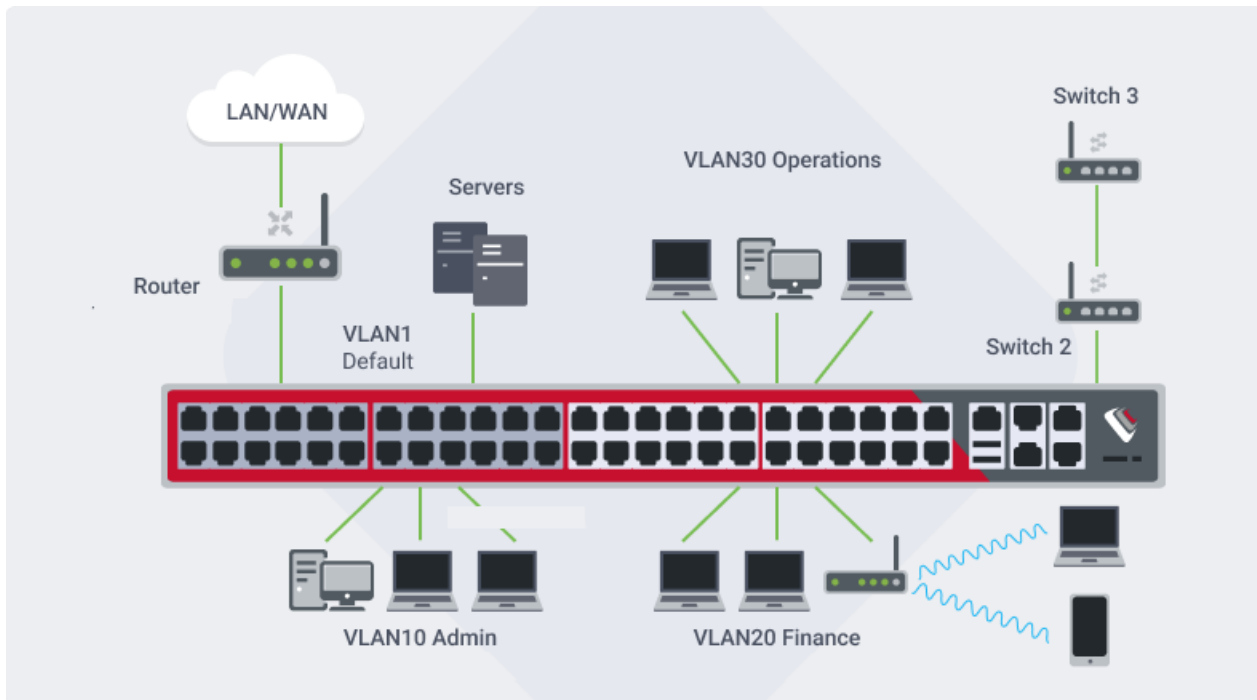 LAN/WAN
Switch 3
VLAN30 Operations
Servers
Router
VLAN1
Default
Switch 2
VLAN10 Admin
VLAN20 Finance